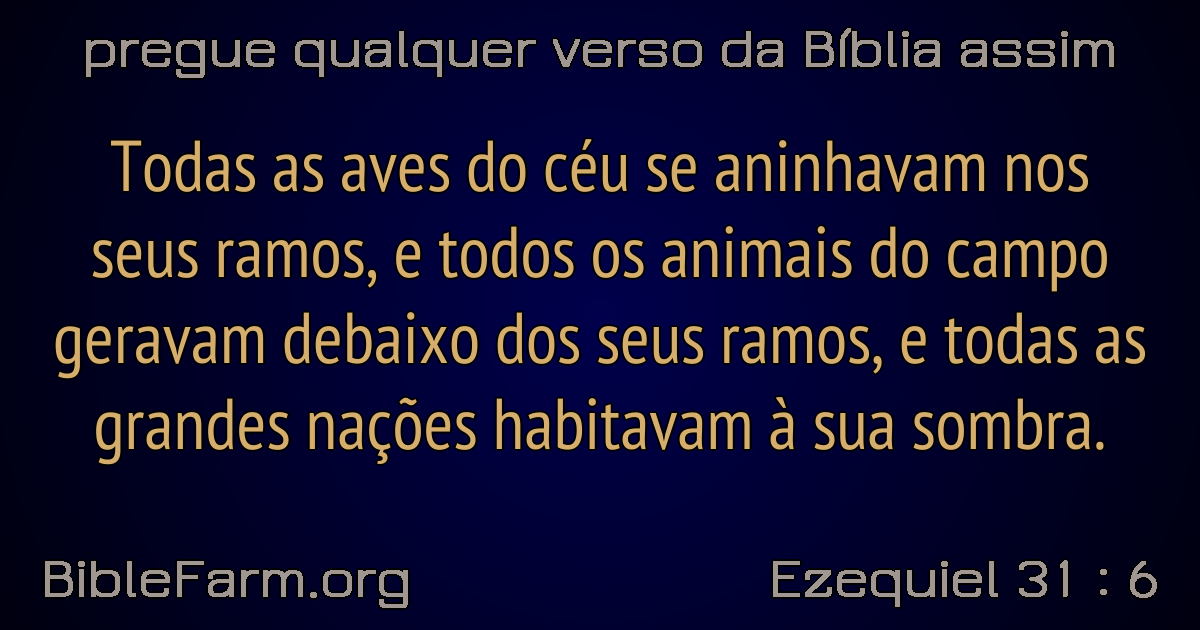 pregue qualquer verso da Bíblia assim
Todas as aves do céu se aninhavam nos
seus ramos, e todos os animais do campo
geravam debaixo dos seus ramos, e todas as
grandes nações habitavam à sua sombra.
BibleFarm.org
Ezequiel 31 : 6